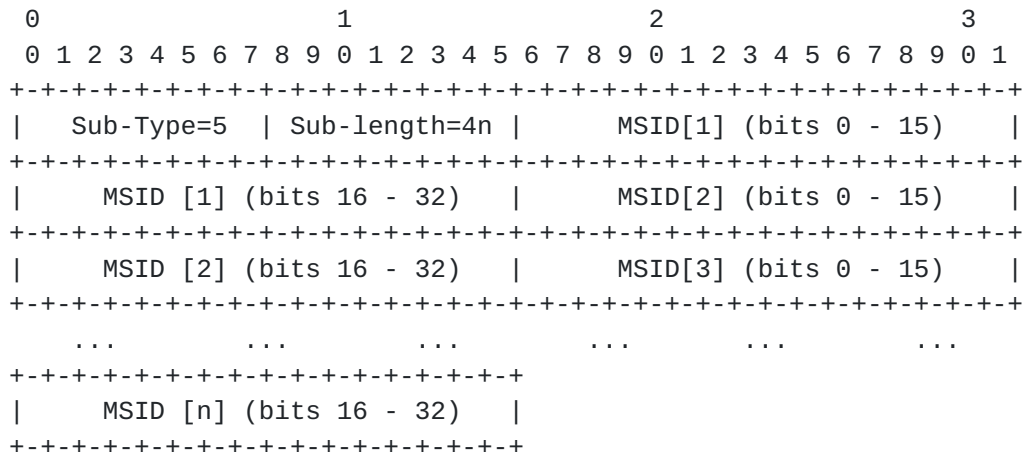 0                   1                   2                   3
 0 1 2 3 4 5 6 7 8 9 0 1 2 3 4 5 6 7 8 9 0 1 2 3 4 5 6 7 8 9 0 1
+-+-+-+-+-+-+-+-+-+-+-+-+-+-+-+-+-+-+-+-+-+-+-+-+-+-+-+-+-+-+-+-+
|   Sub-Type=5  | Sub-length=4n |      MSID[1] (bits 0 - 15)    |
+-+-+-+-+-+-+-+-+-+-+-+-+-+-+-+-+-+-+-+-+-+-+-+-+-+-+-+-+-+-+-+-+
|     MSID [1] (bits 16 - 32)   |      MSID[2] (bits 0 - 15)    |
+-+-+-+-+-+-+-+-+-+-+-+-+-+-+-+-+-+-+-+-+-+-+-+-+-+-+-+-+-+-+-+-+
|     MSID [2] (bits 16 - 32)   |      MSID[3] (bits 0 - 15)    |
+-+-+-+-+-+-+-+-+-+-+-+-+-+-+-+-+-+-+-+-+-+-+-+-+-+-+-+-+-+-+-+-+
    ...        ...        ...        ...       ...        ...
+-+-+-+-+-+-+-+-+-+-+-+-+-+-+-+-+
|     MSID [n] (bits 16 - 32)   |
+-+-+-+-+-+-+-+-+-+-+-+-+-+-+-+-+